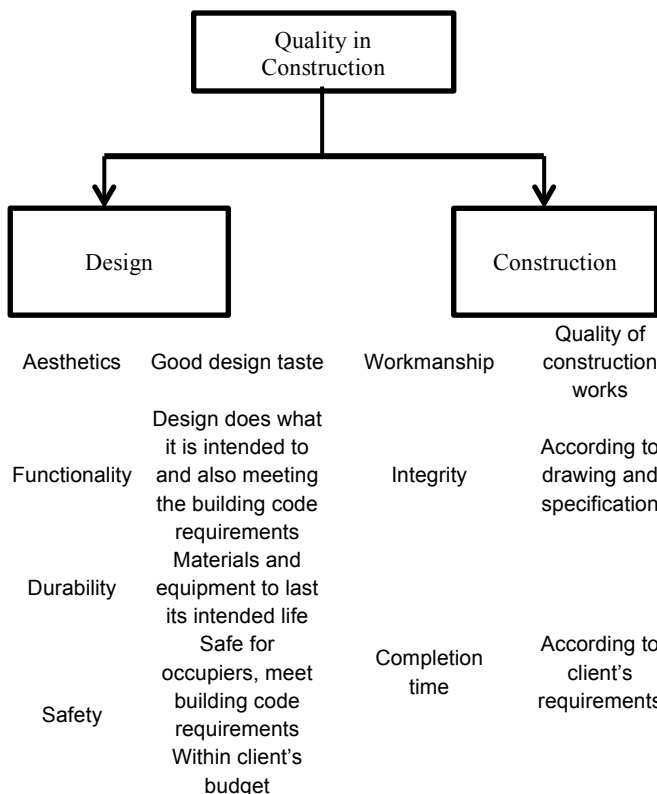 Quality in
Construction
Design
Construction
Aesthetics
Good design taste
Workmanship
Quality of
construction
works
Functionality
Design does what
it is intended to
and also meeting
the building code
requirements
Integrity
According to
drawing and
specification
Durability
Materials and
equipment to last
its intended life
Safety
Safe for
occupiers, meet
building code
requirements
Within client's
budget
Completion
time
According to
client's
requirements